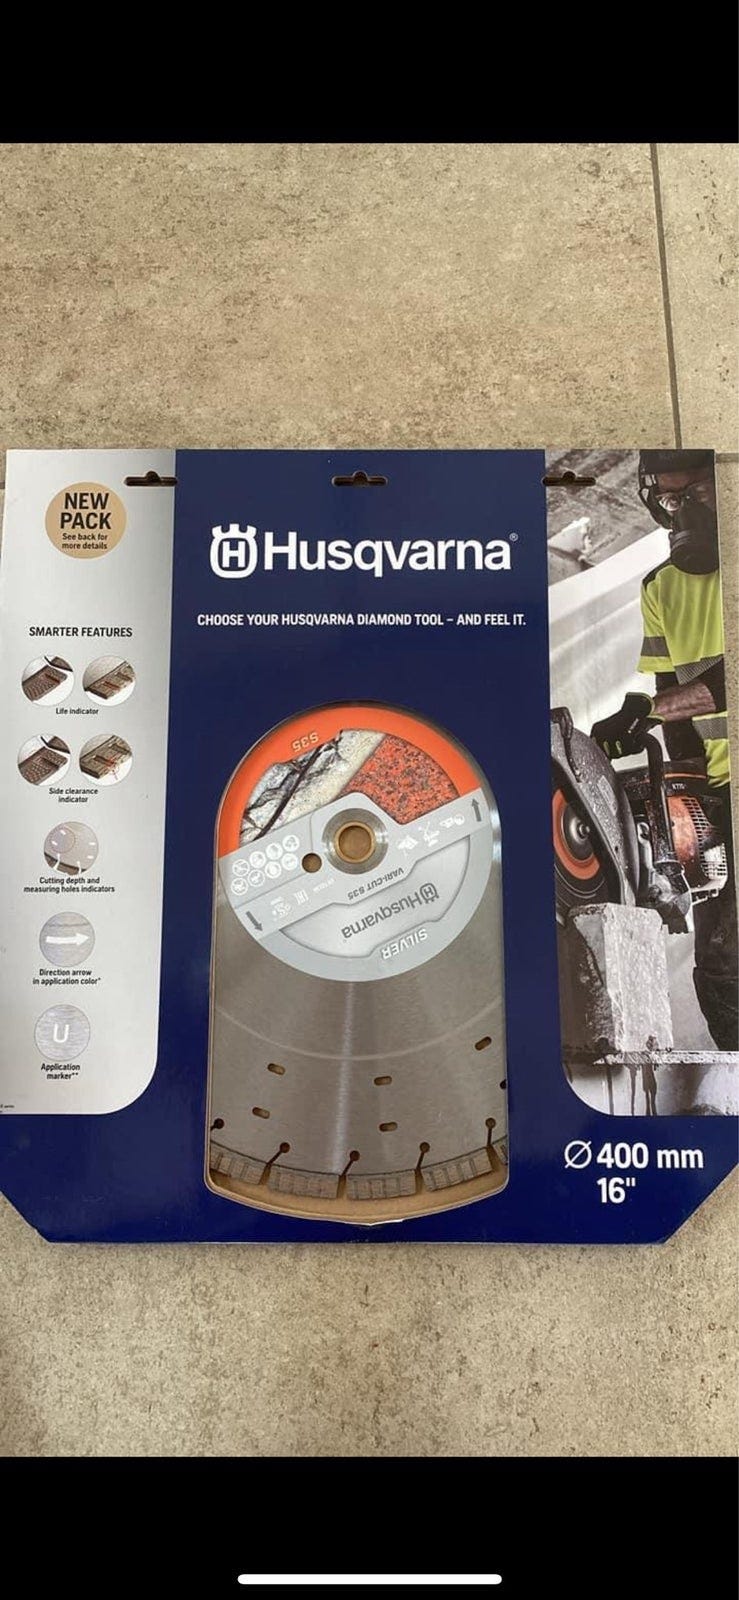 NEW
PACK
See back for
more details
Husqvarna®
CHOOSE YOUR HUSQVARNA DIAMOND TOOL – AND FEEL IT.
SMARTER FEATURES
Life indicator
Side clearance
indicator
Cutting depth and
measuring holes indicators
Direction arrow
in application color*
U
Application
marker**
S35
VARI-CUT S35
Husqvarna
SILVER
Ø 400 mm
16"